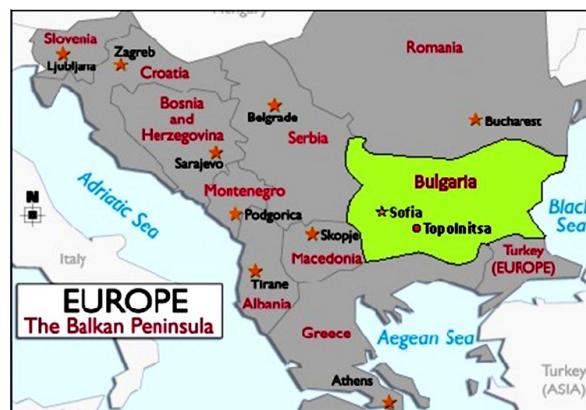 Hungary
Slovenia
Ljubljana
Zagreb
Croatia
Romania
Bosnia
and
Herzegovina
Sarajevo
Belgrade
Serbia
Bucharest
Bulgaria
Sofia
Topolnitsa
Black
Sea
Adriatic Sea
N
Montenegro
Podgorica
Skopje
Macedonia
Turkey
(EUROPE)
Italy
Tirane
Albania
EUROPE
The Balkan Peninsula
Greece
Aegean Sea
Athens
Turkey
(ASIA)